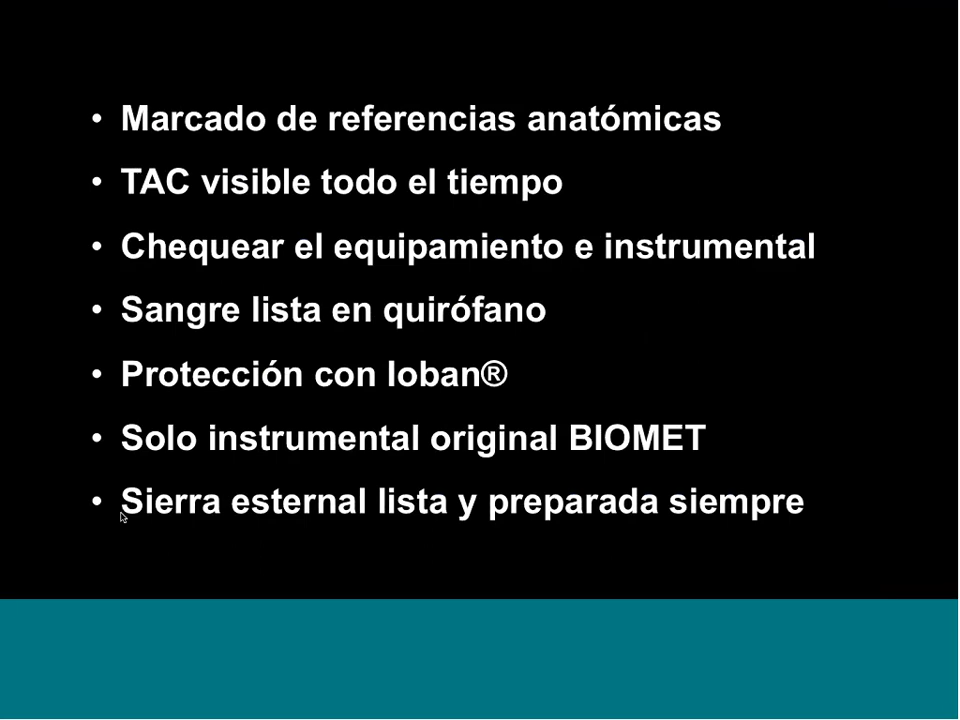 • Marcado de referencias anatómicas
• TAC visible todo el tiempo
• Chequear el equipamiento e instrumental
• Sangre lista en quirófano
• Protección con Ioban®
• Solo instrumental original BIOMET
• Sierra esternal lista y preparada siempre